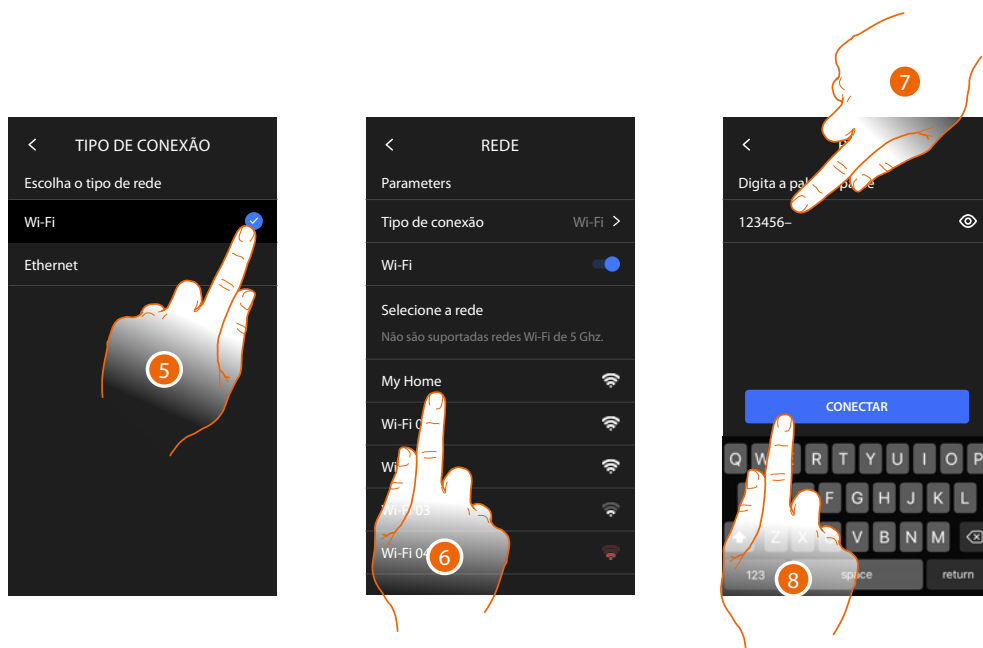 TIPO DE CONEXÃO
Escolha o tipo de rede
Wi-Fi
Ethernet
5
REDE
Parameters
Tipo de conexão Wi-Fi
Wi-Fi
Selecione a rede
Não são suportadas redes Wi-Fi de 5 Ghz.
My Home
Wi-Fi
Wi-Fi 03
Wi-Fi 04
6
7
Digita a
123456–
CONECTAR
Q W R T Y U I O P
F G H J K L
Z X V B N M
123 space return
8